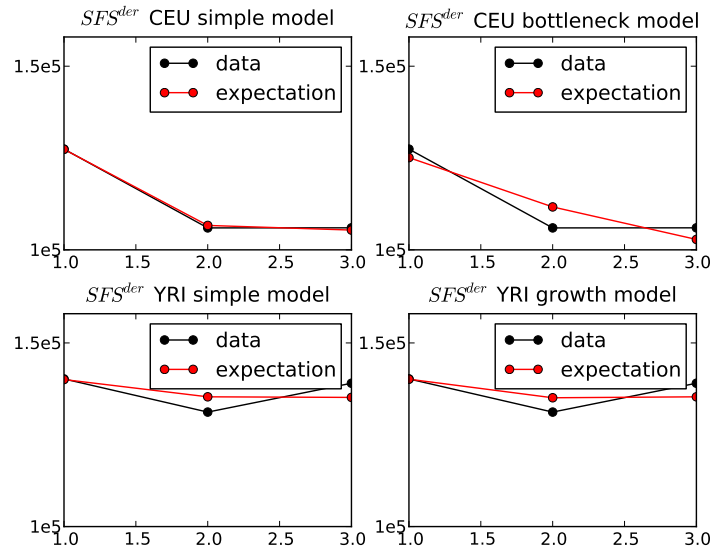 SFS^der CEU simple model
1.5e5
data
expectation
1e5
1.0 1.5 2.0 2.5 3.0
SFS^der CEU bottleneck model
1.5e5
data
expectation
1e5
1.0 1.5 2.0 2.5 3.0
SFS^der YRI simple model
1.5e5
data
expectation
1e5
1.0 1.5 2.0 2.5 3.0
SFS^der YRI growth model
1.5e5
data
expectation
1e5
1.0 1.5 2.0 2.5 3.0